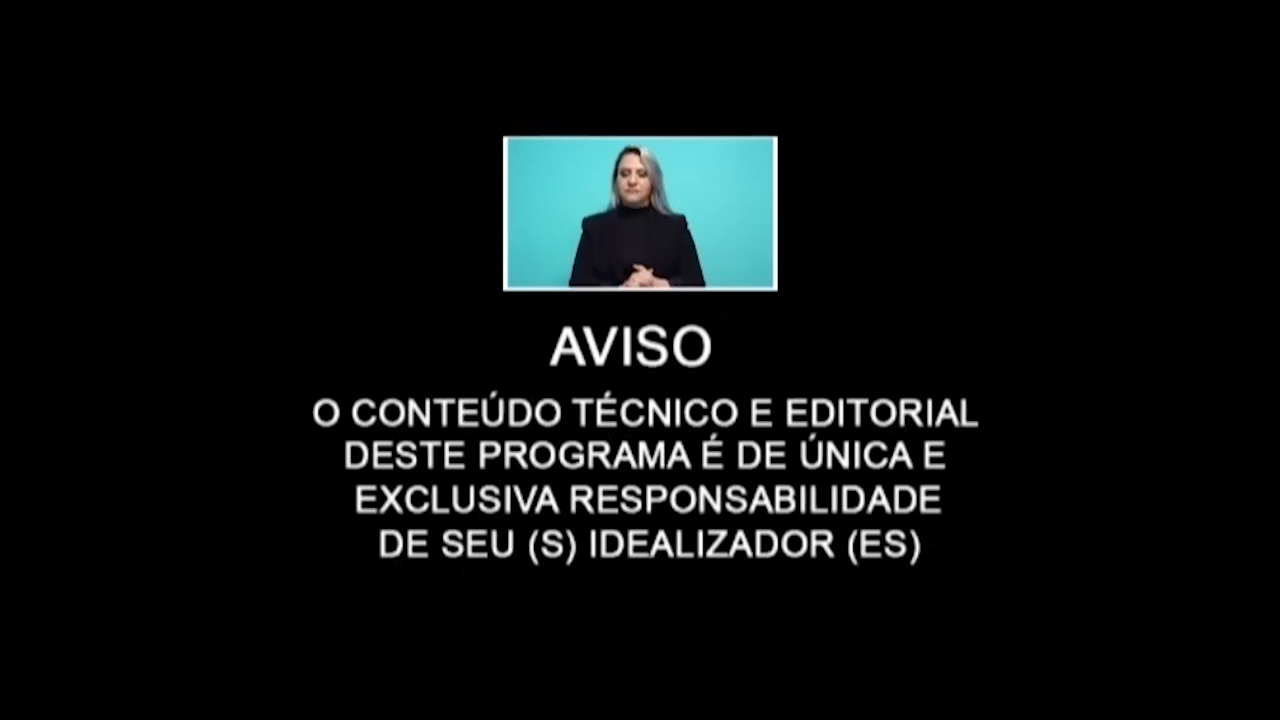 AVISO
O CONTEÚDO TÉCNICO E EDITORIAL
DESTE PROGRAMA É DE ÚNICA E
EXCLUSIVA RESPONSABILIDADE
DE SEU (S) IDEALIZADOR (ES)